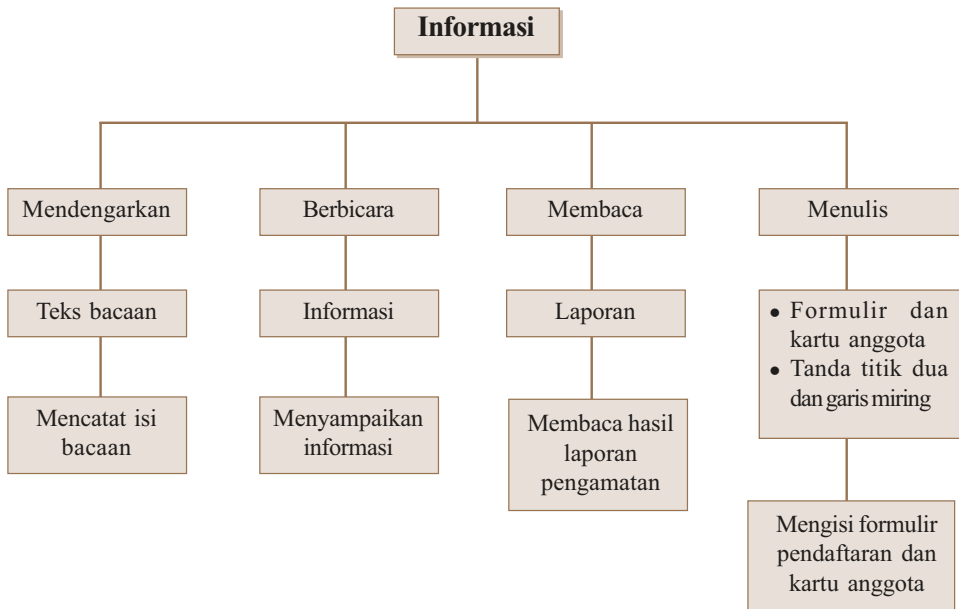 Informasi
Mendengarkan
Berbicara
Membaca
Menulis
Teks bacaan
Informasi
Laporan
• Formulir dan
kartu anggota
• Tanda titik dua
dan garis miring
Mencatat isi
bacaan
Menyampaikan
informasi
Membaca hasil
laporan
pengamatan
Mengisi formulir
pendaftaran dan
kartu anggota